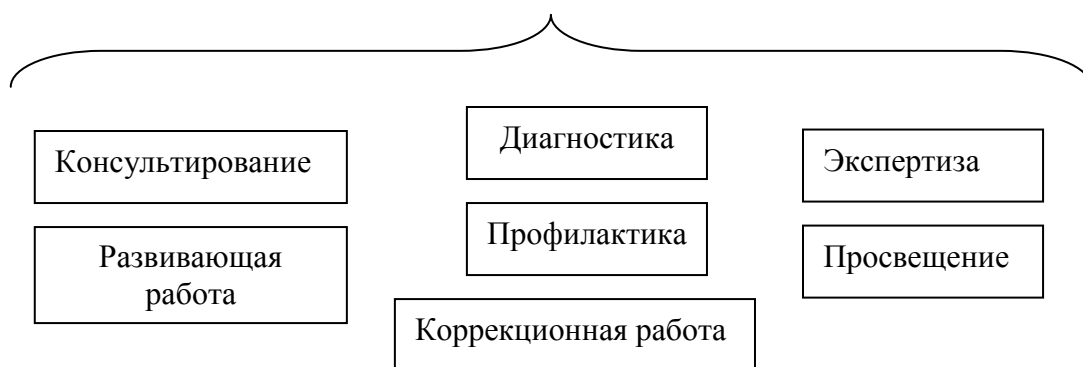 Консультирование
Развивающая
работа
Диагностика
Профилактика
Коррекционная работа
Экспертиза
Просвещение